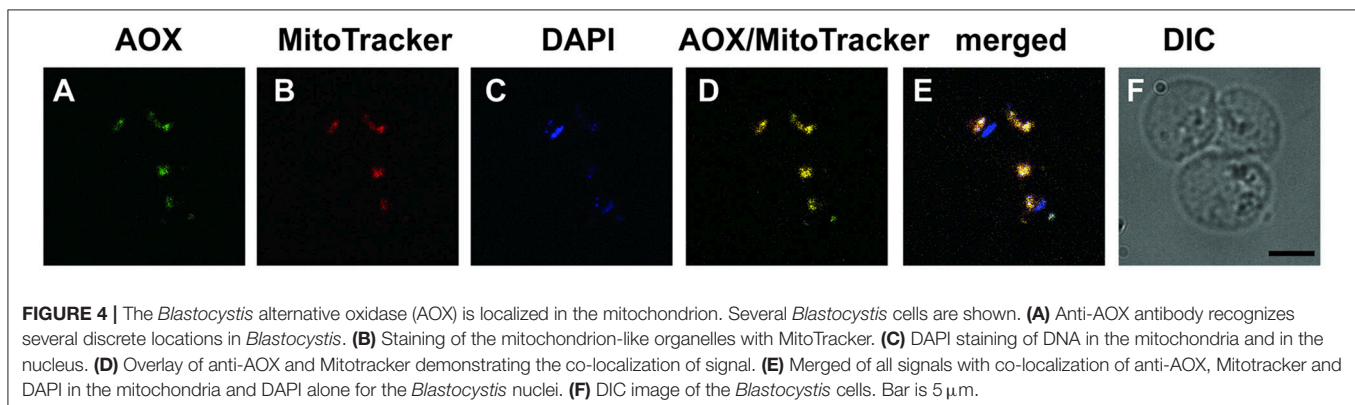 AOX MitoTracker DAPI AOX/MitoTracker merged DIC
A B C D E F
FIGURE 4 | The Blastocystis alternative oxidase (AOX) is localized in the mitochondrion. Several Blastocystis cells are shown. (A) Anti-AOX antibody recognizes
several discrete locations in Blastocystis. (B) Staining of the mitochondrion-like organelles with MitoTracker. (C) DAPI staining of DNA in the mitochondria and in the
nucleus. (D) Overlay of anti-AOX and Mitotracker demonstrating the co-localization of signal. (E) Merged of all signals with co-localization of anti-AOX, Mitotracker and
DAPI in the mitochondria and DAPI alone for the Blastocystis nuclei. (F) DIC image of the Blastocystis cells. Bar is 5 μm.